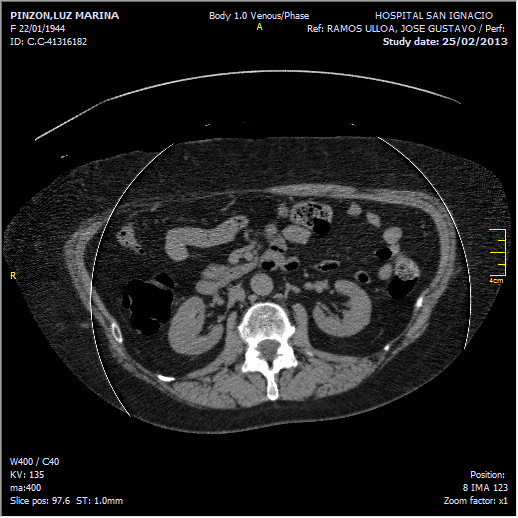 PINZON,LUZ MARINA
F 22/01/1944
ID: C.C-41316182
Body 1.0 Venous/Phase
A
HOSPITAL SAN IGNACIO
Ref: RAMOS ULLOA, JOSE GUSTAVO / Perf:
Study date: 25/02/2013
R
4cm
W400 / C40
KV: 135
ma:400
Slice pos: 97.6 ST: 1.0mm
Position:
8 IMA 123
Zoom factor: x1